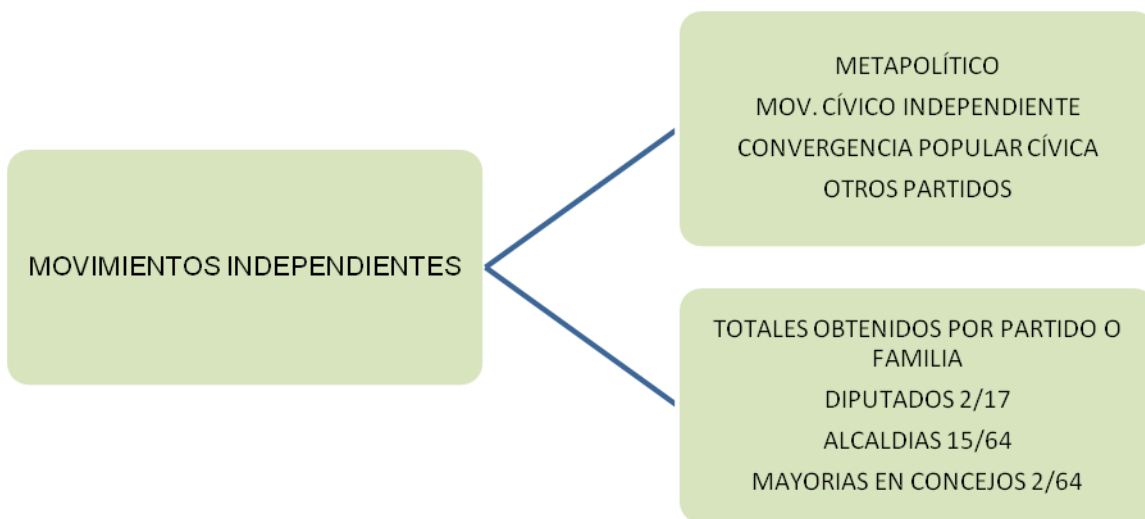 MOVIMIENTOS INDEPENDIENTES
METAPOLÍTICO
MOV. CÍVICO INDEPENDIENTE
CONVERGENCIA POPULAR CÍVICA
OTROS PARTIDOS
TOTALES OBTENIDOS POR PARTIDO O
FAMILIA
DIPUTADOS 2/17
ALCALDIAS 15/64
MAYORIAS EN CONCEJOS 2/64